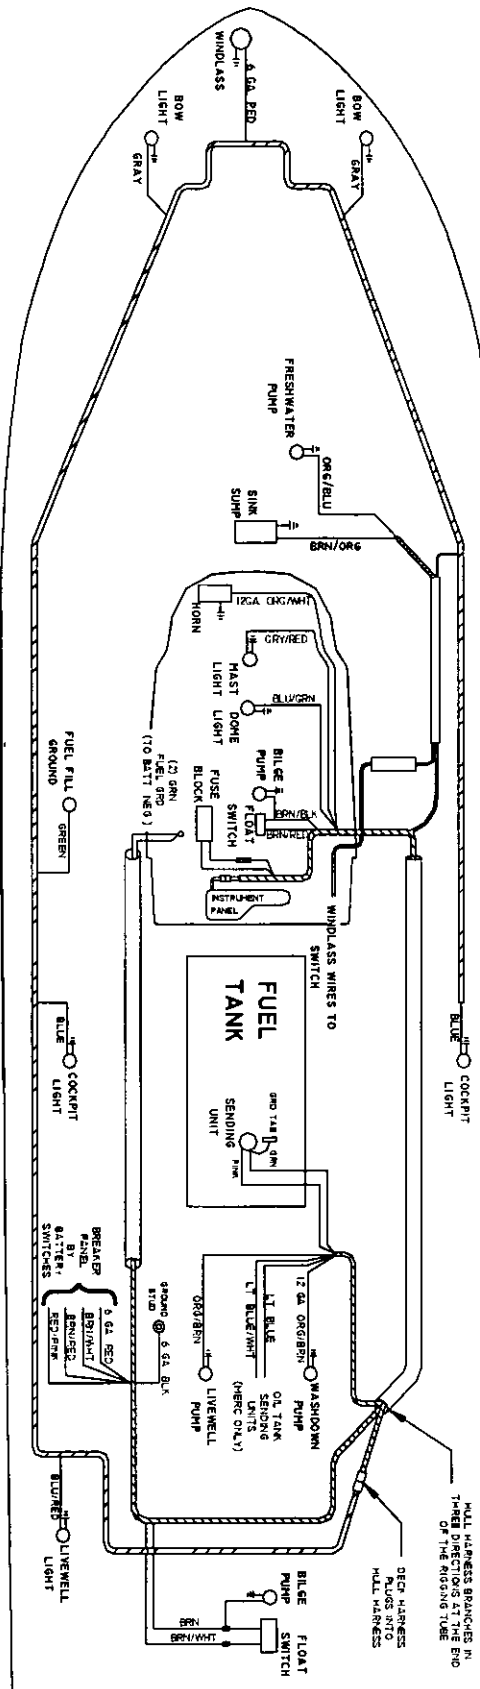 WINDLASS
6 GA RED
BOW
LIGHT
GRAY
BOW
LIGHT
GRAY
FRESHWATER
PUMP
ORG/BLU
SINK
SUMP
BRN/ORG
HORN
12GA ORG/WHT
MAST
LIGHT
GRY/RED
DOME
LIGHT
BLU/GRN
BILGE
PUMP
FLOAT
SWITCH
BRN/BLK
BRN/RED
FUSE
BLOCK
(2) GRN
FUEL GRD
(TO BATT NEG)
INSTRUMENT
PANEL
WINDLASS WIRES TO
SWITCH
FUEL FILL
GROUND
GREEN
BLUE
COCKPIT
LIGHT
BLUE
COCKPIT
LIGHT
FUEL
TANK
SENDING
UNIT
GRD TAB
GRN
PINK
BREAKER
PANEL
BY
BATTERY
SWITCHES
6 GA RED
BRN/WHT
BRN/RED
RED/PINK
GROUND
STUD
6 GA BLK
ORG/BRN
LIVEWELL
PUMP
LT BLUE/WHT
LT BLUE
OIL TANK
SENDING
UNITS
(MERC ONLY)
12 GA ORG/BRN
WASHDOWN
PUMP
HULL HARNESS BRANCHES IN
THREE DIRECTIONS AT THE END
OF THE RIGGING TUBE
DECK HARNESS
PLUGS INTO
HULL HARNESS
BLU/RED
LIVEWELL
LIGHT
BILGE
PUMP
FLOAT
SWITCH
BRN
BRN/WHT